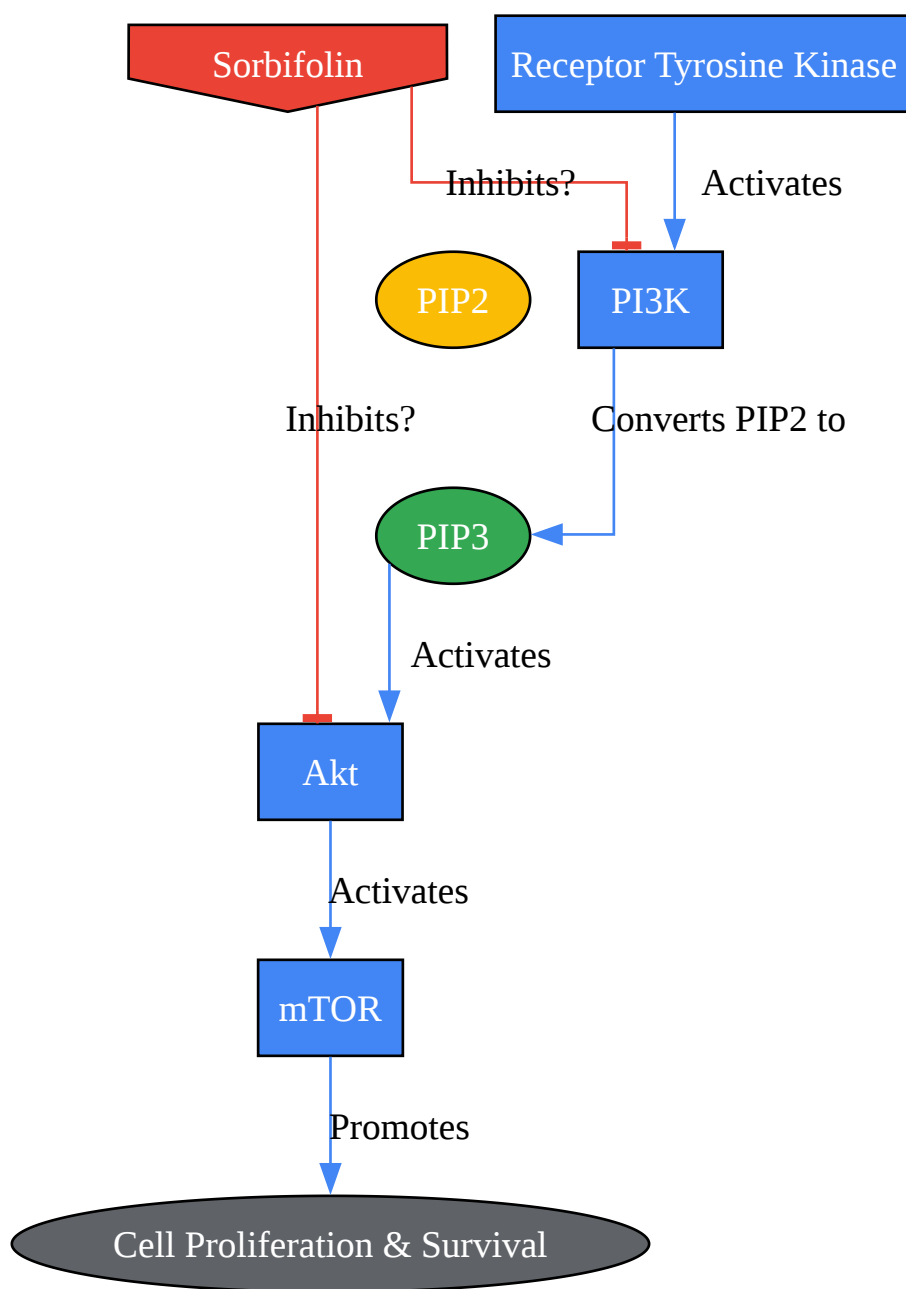 Sorbifolin
Receptor Tyrosine Kinase
Inhibits?
Activates
PIP2
PI3K
Inhibits?
Converts PIP2 to
PIP3
Activates
Akt
Activates
mTOR
Promotes
Cell Proliferation & Survival